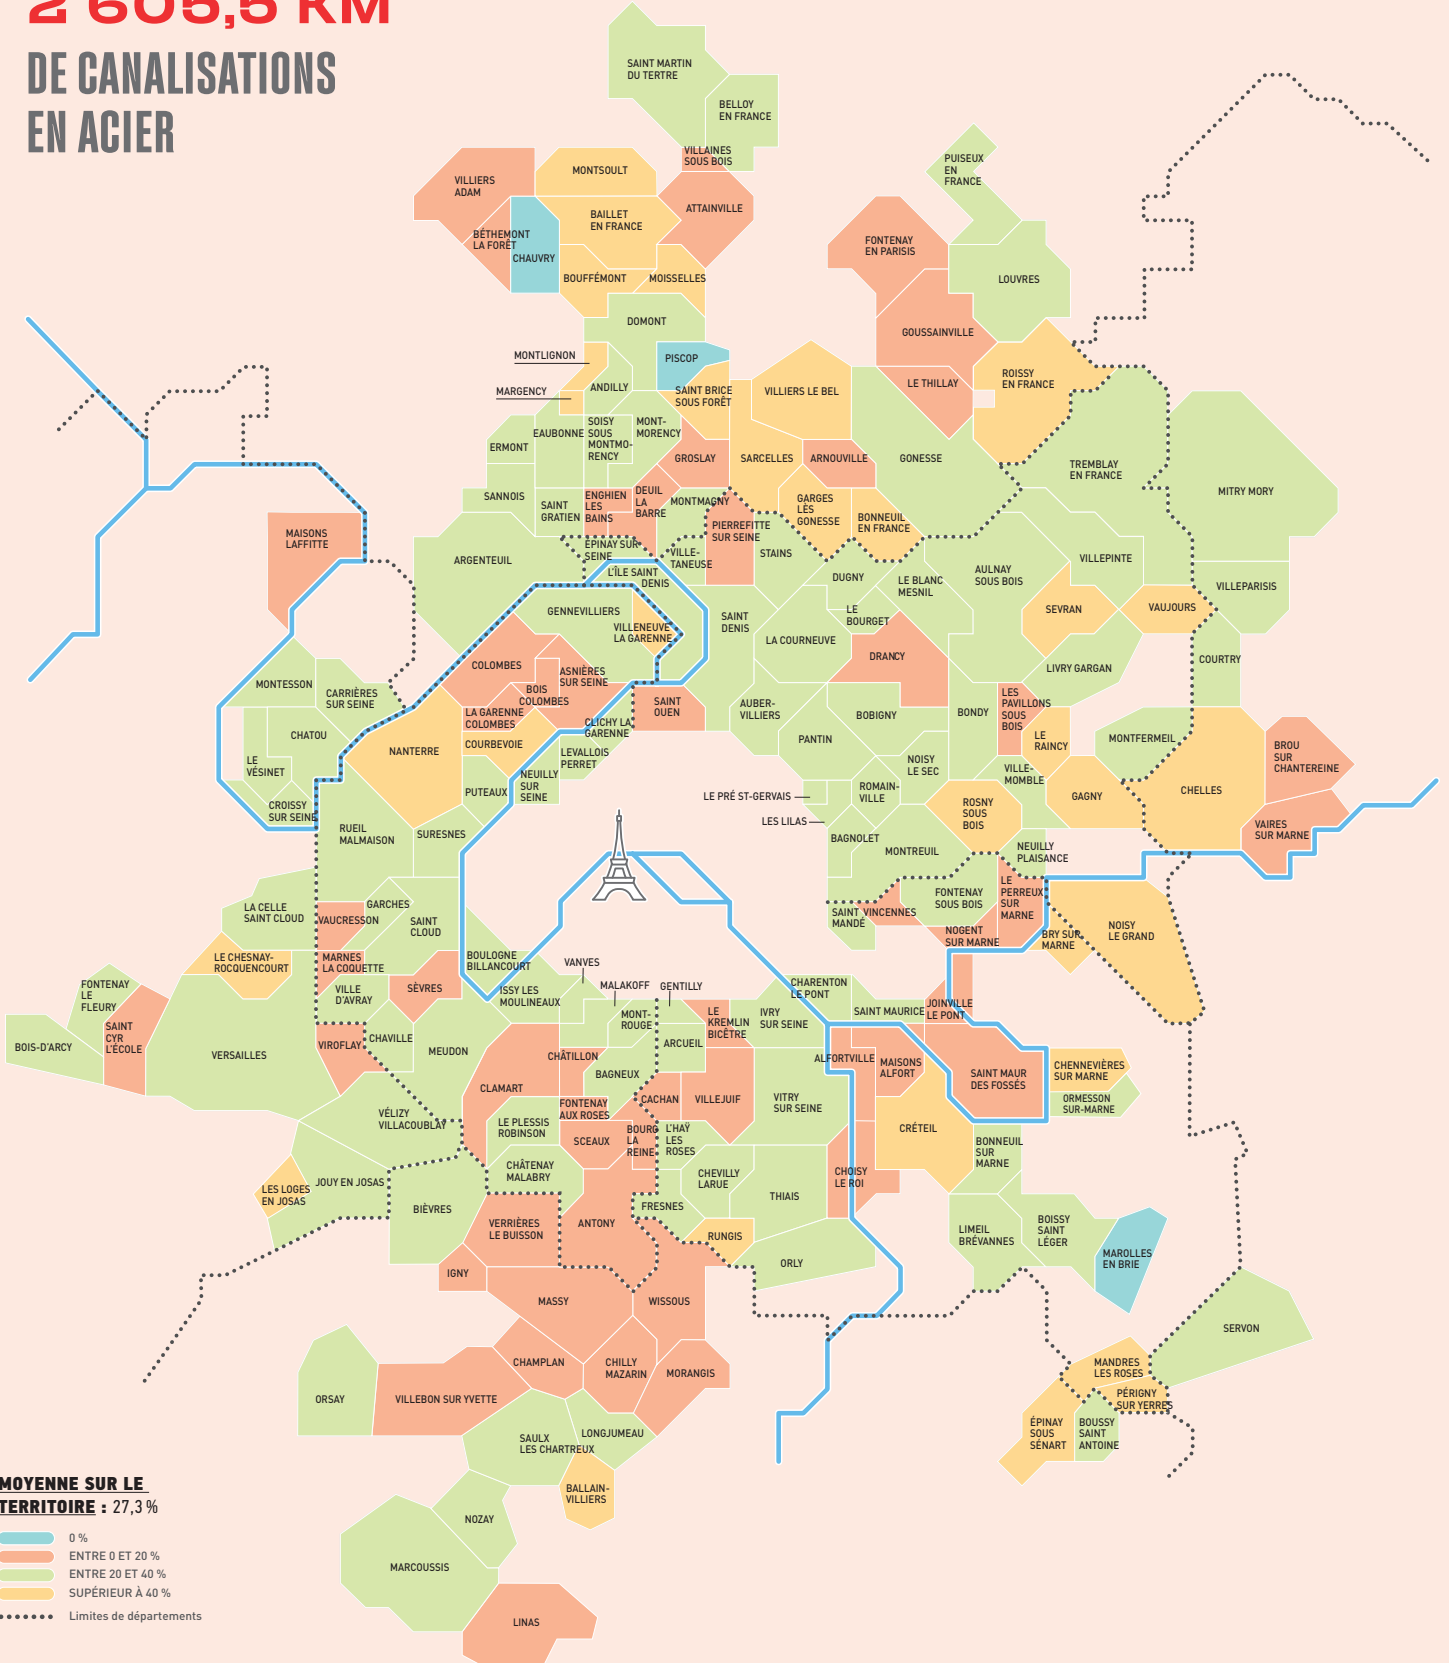 2 605,5 KM
DE CANALISATIONS
EN ACIER
SAINT MARTIN
DU TERTRE
BELLOY
EN FRANCE
VILLAINES
SOUS BOIS
VILLIERS
ADAM
MONTSOULT
PUISEUX
EN
FRANCE
ATTAINVILLE
BAILLET
EN FRANCE
BÉTHEMONT
LA FORÊT
CHAUVRY
FONTENAY
EN PARISIS
BOUFFÉMONT
MOISSELLES
LOUVRES
DOMONT
GOUSSAINVILLE
MONTLIGNON
PISCOP
ROISSY
EN FRANCE
MARGENCY
ANDILLY
SAINT BRICE
SOUS FORÊT
VILLIERS LE BEL
LE THILLAY
EAUBONNE
SOISY
SOUS
MONTMO-
RENCY
MONT-
MORENCY
ERMONT
GROSLAY
SARCELLES
ARNOUVILLE
GONESSE
TREMBLAY
EN FRANCE
MITRY MORY
SANNOIS
SAINT
GRATIEN
ENGHIEN
LES
BAINS
DEUIL
LA
BARRE
MONTMAGNY
GARGES
LÈS
GONESSE
BONNEUIL
EN FRANCE
PIERREFITTE
SUR SEINE
MAISONS
LAFFITTE
ARGENTEUIL
ÉPINAY SUR
SEINE
VILLE-
TANEUSE
STAINS
L'ÎLE SAINT
DENIS
DUGNY
LE BLANC
MESNIL
AULNAY
SOUS BOIS
VILLEPINTE
VILLEPARISIS
GENNEVILLIERS
VILLENEUVE
LA GARENNE
SAINT
DENIS
LE
BOURGET
SEVRAN
VAUJOURS
LA COURNEUVE
COLOMBES
ASNIÈRES
SUR SEINE
DRANCY
LIVRY GARGAN
COURTRY
MONTESSON
CARRIÈRES
SUR SEINE
BOIS
COLOMBES
LA GARENNE
COLOMBES
CLICHY LA
GARENNE
SAINT
OUEN
AUBER-
VILLIERS
BOBIGNY
BONDY
LES
PAVILLONS
SOUS
BOIS
CHATOU
NANTERRE
COURBEVOIE
LEVALLOIS
PERRET
PANTIN
LE
RAINCY
MONTFERMEIL
BROU
SUR
CHANTEREINE
LE
VÉSINET
NEUILLY
SUR
SEINE
NOISY
LE SEC
VILLE-
MOMBLE
PUTEAUX
LE PRÉ ST-GERVAIS
ROMAIN-
VILLE
GAGNY
CHELLES
CROISSY
SUR SEINE
ROSNY
SOUS
BOIS
LES LILAS
RUEIL
MALMAISON
SURESNES
BAGNOLET
MONTREUIL
NEUILLY
PLAISANCE
VAIRES
SUR MARNE
LE
PERREUX
SUR
MARNE
FONTENAY
SOUS BOIS
GARCHES
LA CELLE
SAINT CLOUD
VAUCRESSON
SAINT
CLOUD
SAINT
MANDÉ
VINCENNES
NOGENT
SUR MARNE
BRY SUR
MARNE
NOISY
LE GRAND
LE CHESNAY-
ROCQUENCOURT
MARNES
LA COQUETTE
BOULOGNE
BILLANCOURT
VANVES
FONTENAY
LE
FLEURY
VILLE
D'AVRAY
SÈVRES
ISSY LES
MOULINEAUX
MALAKOFF
GENTILLY
CHARENTON
LE PONT
SAINT MAURICE
JOINVILLE
LE PONT
SAINT
CYR
L'ÉCOLE
MONT-
ROUGE
LE
KREMLIN
BICÊTRE
IVRY
SUR SEINE
BOIS-D'ARCY
VERSAILLES
VIROFLAY
CHAVILLE
MEUDON
CHÂTILLON
ARCUEIL
ALFORTVILLE
MAISONS
ALFORT
SAINT MAUR
DES FOSSÉS
CHENNEVIÈRES
SUR MARNE
BAGNEUX
CLAMART
CACHAN
VILLEJUIF
VITRY
SUR SEINE
ORMESSON
SUR-MARNE
VÉLIZY
VILLACOUBLAY
LE PLESSIS
ROBINSON
FONTENAY
AUX ROSES
SCEAUX
BOURG
LA
REINE
L'HAŸ
LES
ROSES
CRÉTEIL
BONNEUIL
SUR
MARNE
CHÂTENAY
MALABRY
CHEVILLY
LARUE
CHOISY
LE ROI
LES LOGES
EN JOSAS
JOUY EN JOSAS
THIAIS
BIÈVRES
VERRIÈRES
LE BUISSON
ANTONY
FRESNES
RUNGIS
LIMEIL
BRÉVANNES
BOISSY
SAINT
LÉGER
MAROLLES
EN BRIE
ORLY
IGNY
MASSY
WISSOUS
SERVON
CHAMPLAN
CHILLY
MAZARIN
MORANGIS
MANDRES
LES ROSES
ORSAY
VILLEBON SUR YVETTE
PÉRIGNY
SUR YERRES
ÉPINAY
SOUS
SÉNART
BOUSSY
SAINT
ANTOINE
SAULX
LES CHARTREUX
LONGJUMEAU
BALLAIN-
VILLIERS
NOZAY
MARCOUSSIS
LINAS
MOYENNE SUR LE
TERRITOIRE : 27,3 %
0 %
ENTRE 0 ET 20 %
ENTRE 20 ET 40 %
SUPÉRIEUR À 40 %
Limites de départements